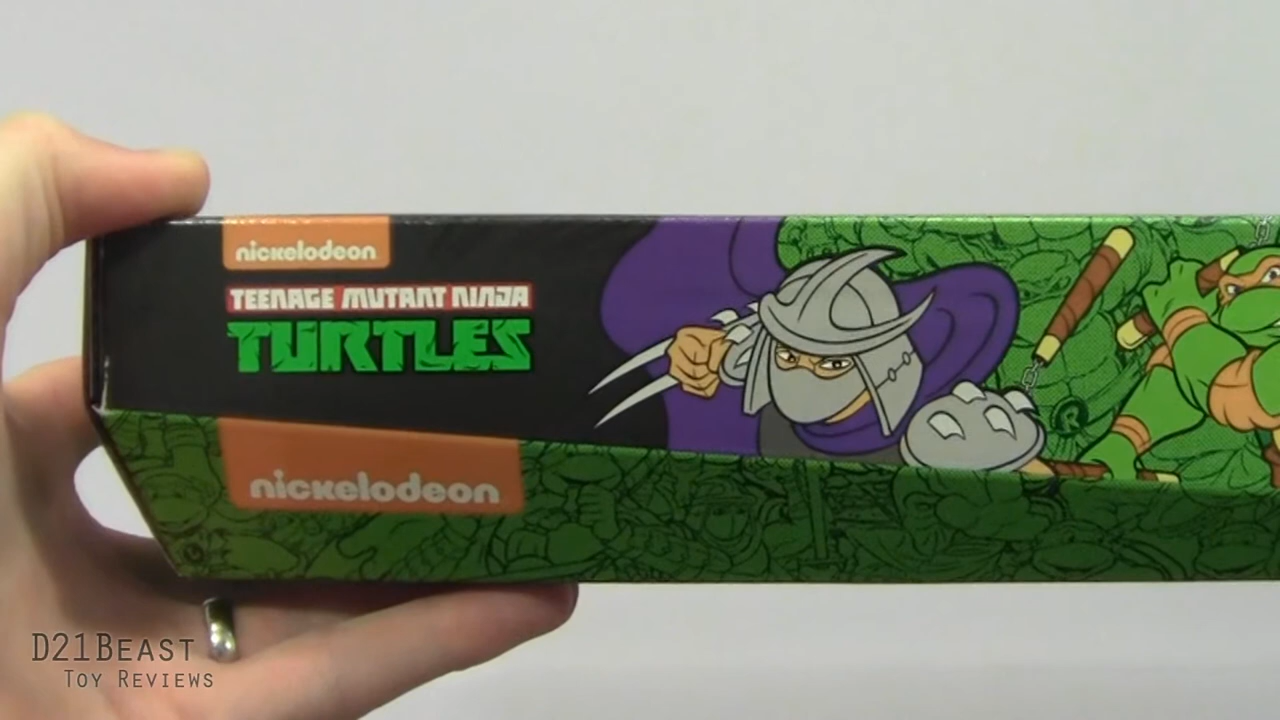 nickelodeon
TEENAGE MUTANT NINJA
TURTLES
nickelodeon
D21BEAST
TOY REVIEWS